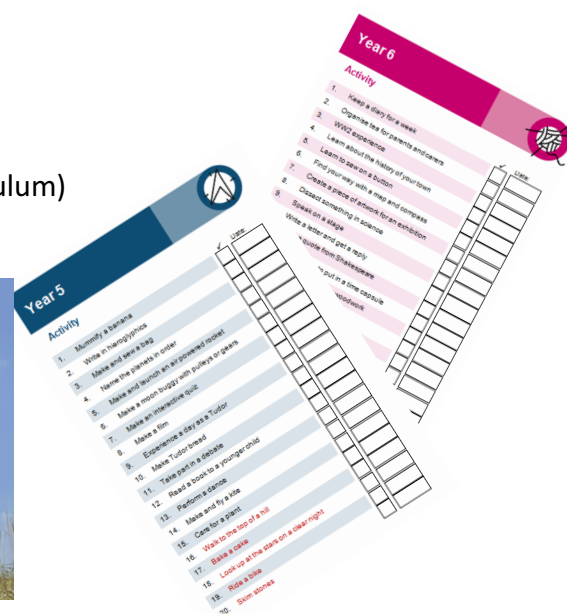 ulum)
Year 6
Activity
✓ Date:
1. Keep a diary for a week
2. Organise tea for parents and carers
3. WW2 experience
4. Learn about the history of your town
5. Learn to sew on a button
6. Find your way with a map and compass
7. Create a piece of artwork for an exhibition
8. Dissect something in science
9. Speak on a stage
Write a letter and get a reply
quote from Shakespeare
put in a time capsule
woodwork
Year 5
Activity
✓ Date:
1. Mummify a banana
2. Write in hieroglyphics
3. Make and sew a bag
4. Name the planets in order
5. Make and launch an air powered rocket
6. Make a moon buggy with pulleys or gears
7. Make an interactive quiz
8. Make a film
9. Experience a day as a Tudor
10. Make Tudor bread
11. Take part in a debate
12. Read a book to a younger child
13. Perform a dance
14. Make and fly a kite
15. Care for a plant
16. Walk to the top of a hill
17. Bake a cake
18. Look up at the stars on a clear night
19. Ride a bike
20. Skim stones